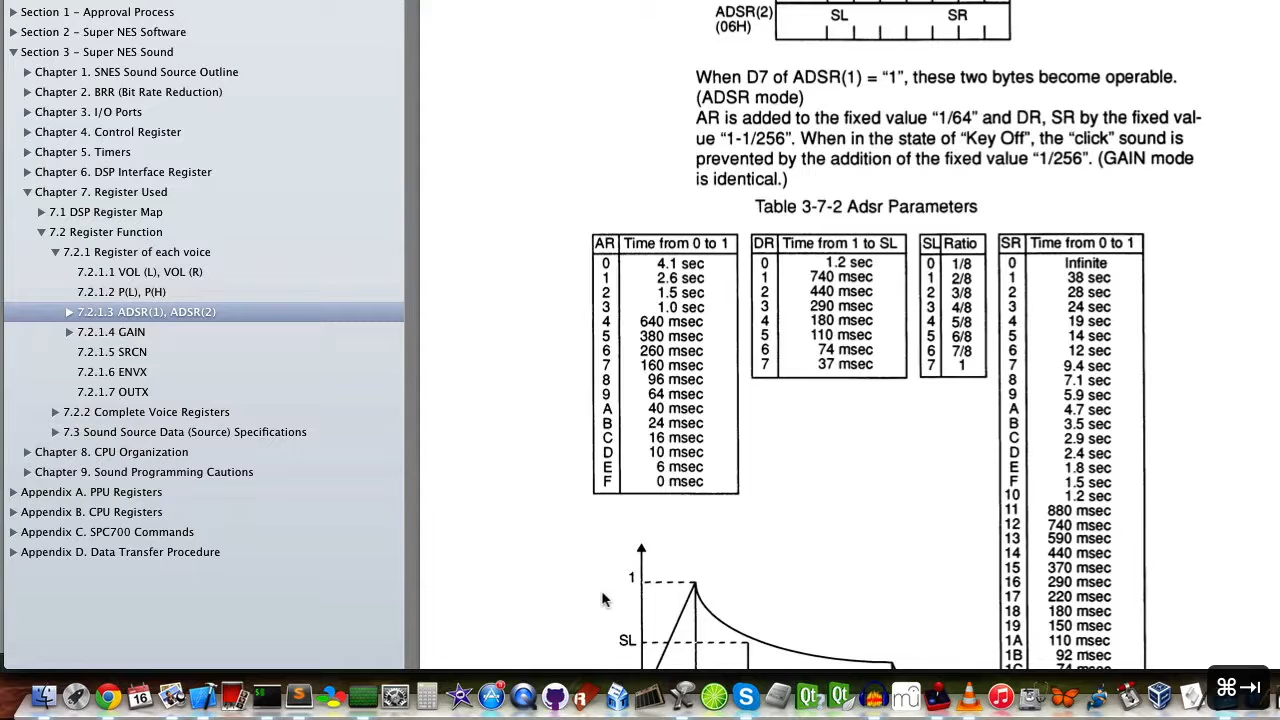 Section 1 - Approval Process
Section 2 - Super NES Software
Section 3 - Super NES Sound
Chapter 1. SNES Sound Source Outline
Chapter 2. BRR (Bit Rate Reduction)
Chapter 3. I/O Ports
Chapter 4. Control Register
Chapter 5. Timers
Chapter 6. DSP Interface Register
Chapter 7. Register Used
7.1 DSP Register Map
7.2 Register Function
7.2.1 Register of each voice
7.2.1.1 VOL (L), VOL (R)
7.2.1.2 P(L), P(H)
7.2.1.3 ADSR(1), ADSR(2)
7.2.1.4 GAIN
7.2.1.5 SRCN
7.2.1.6 ENVX
7.2.1.7 OUTX
7.2.2 Complete Voice Registers
7.3 Sound Source Data (Source) Specifications
Chapter 8. CPU Organization
Chapter 9. Sound Programming Cautions
Appendix A. PPU Registers
Appendix B. CPU Registers
Appendix C. SPC700 Commands
Appendix D. Data Transfer Procedure
ADSR(2) SL SR
(06H)
When D7 of ADSR(1) = “1”, these two bytes become operable.
(ADSR mode)
AR is added to the fixed value “1/64” and DR, SR by the fixed val-
ue “1-1/256”. When in the state of “Key Off”, the “click” sound is
prevented by the addition of the fixed value “1/256”. (GAIN mode
is identical.)
Table 3-7-2 Adsr Parameters
AR Time from 0 to 1
0 4.1 sec
1 2.6 sec
2 1.5 sec
3 1.0 sec
4 640 msec
5 380 msec
6 260 msec
7 160 msec
8 96 msec
9 64 msec
A 40 msec
B 24 msec
C 16 msec
D 10 msec
E 6 msec
F 0 msec
DR Time from 1 to SL
0 1.2 sec
1 740 msec
2 440 msec
3 290 msec
4 180 msec
5 110 msec
6 74 msec
7 37 msec
SL Ratio
0 1/8
1 2/8
2 3/8
3 4/8
4 5/8
5 6/8
6 7/8
7 1
SR Time from 0 to 1
0 Infinite
1 38 sec
2 28 sec
3 24 sec
4 19 sec
5 14 sec
6 12 sec
7 9.4 sec
8 7.1 sec
9 5.9 sec
A 4.7 sec
B 3.5 sec
C 2.9 sec
D 2.4 sec
E 1.8 sec
F 1.5 sec
10 1.2 sec
11 880 msec
12 740 msec
13 590 msec
14 440 msec
15 370 msec
16 290 msec
17 220 msec
18 180 msec
19 150 msec
1A 110 msec
1B 92 msec
1C 74 msec
1
SL
16
Qt Qt mu
⌘⇥